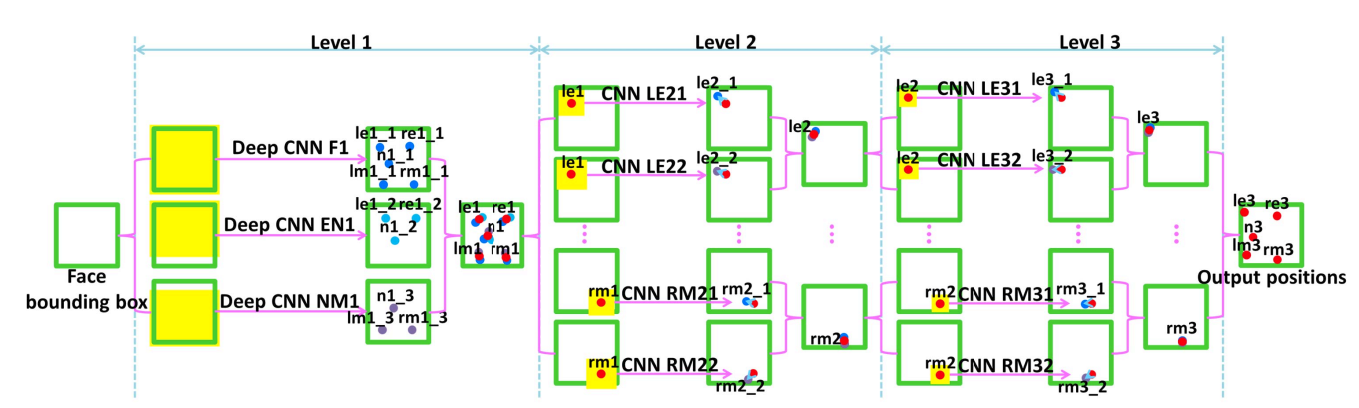 Level 1
Level 2
Level 3
Face
bounding box
Deep CNN F1
Deep CNN EN1
Deep CNN NM1
le1_1 re1_1
n1_1
lm1_1 rm1_1
le1_2 re1_2
n1_2
n1_3
lm1_3 rm1_3
le1 re1
n1
lm1 rm1
le1
CNN LE21
le2_1
le1
CNN LE22
le2_2
le2
rm1
CNN RM21
rm2_1
rm1
CNN RM22
rm2_2
rm2
le2
CNN LE31
le3_1
le2
CNN LE32
le3_2
le3
rm2
CNN RM31
rm3_1
rm2
CNN RM32
rm3_2
rm3
le3 re3
n3
lm3 rm3
Output positions